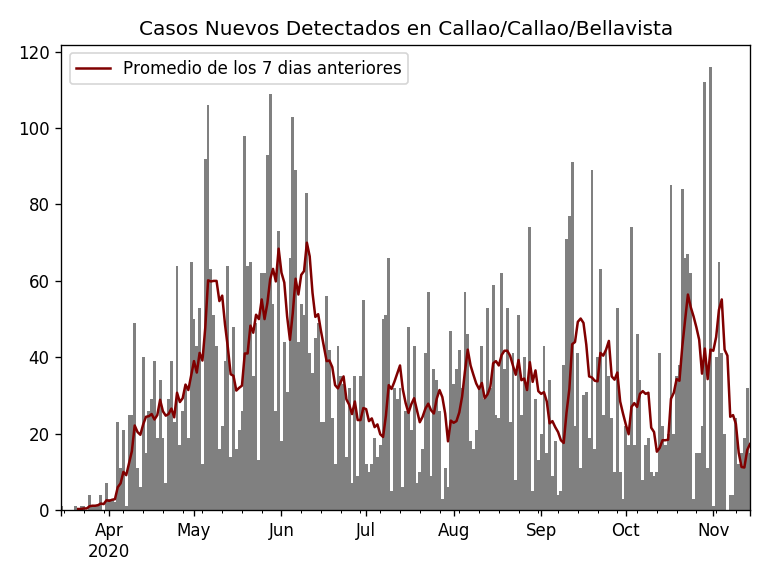 Casos Nuevos Detectados en Callao/Callao/Bellavista
Promedio de los 7 dias anteriores
120
100
80
60
40
20
0
Apr May Jun Jul Aug Sep Oct Nov
2020